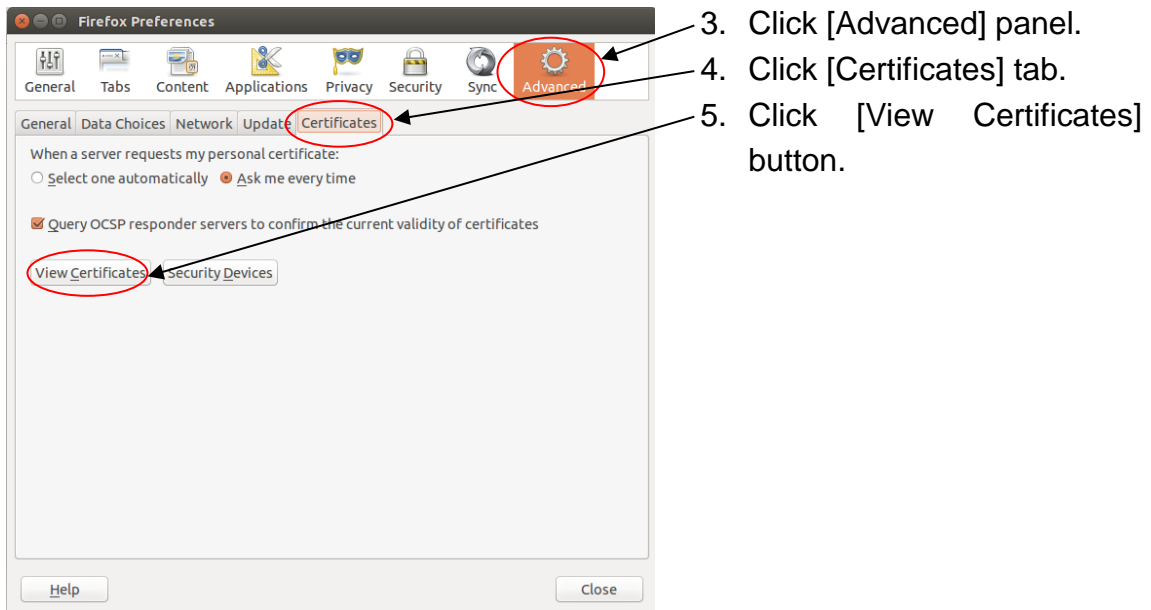 Firefox Preferences
General Tabs Content Applications Privacy Security Sync Advanced
General Data Choices Network Update Certificates
When a server requests my personal certificate:
Select one automatically Ask me every time
Query OCSP responder servers to confirm the current validity of certificates
View Certificates Security Devices
Help Close
3. Click [Advanced] panel.
4. Click [Certificates] tab.
5. Click [View Certificates]
button.